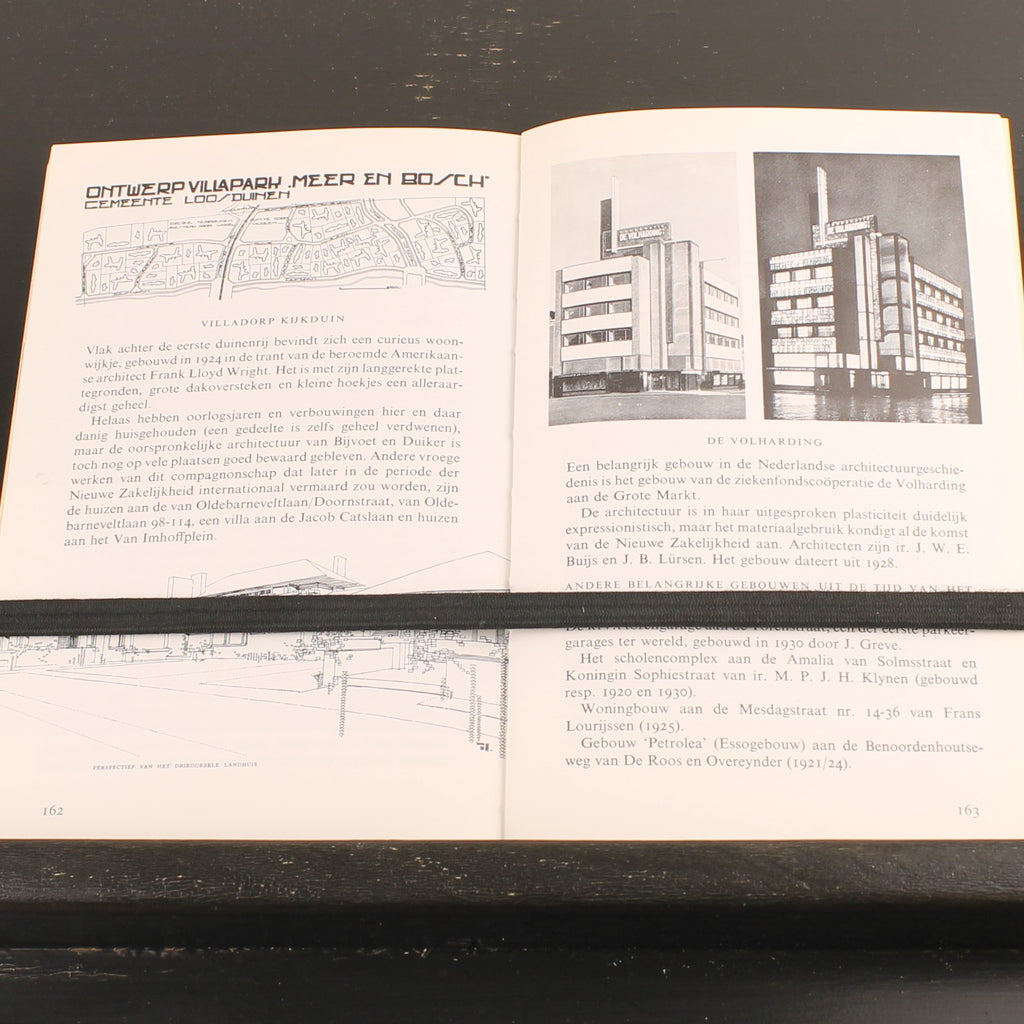 ONTWERP VILLAPARK „MEER EN BOSCH"
GEMEENTE LOOSDUINEN
VILLADORP KIJKDUIN
Vlak achter de eerste duinenrij bevindt zich een curieus woon-
wijkje, gebouwd in 1924 in de trant van de beroemde Amerikaan-
se architect Frank Lloyd Wright. Het is met zijn langgerekte plat-
tegronden, grote dakoversteken en kleine hoekjes een alleraar-
digst geheel.
Helaas hebben oorlogsjaren en verbouwingen hier en daar
danig huisgehouden (een gedeelte is zelfs geheel verdwenen),
maar de oorspronkelijke architectuur van Bijvoet en Duiker is
toch nog op vele plaatsen goed bewaard gebleven. Andere vroege
werken van dit compagnonschap dat later in de periode der
Nieuwe Zakelijkheid internationaal vermaard zou worden, zijn
de huizen aan de van Oldebarneveltlaan/Doornstraat, van Olde-
barneveltlaan 98-114, een villa aan de Jacob Catslaan en huizen
aan het Van Imhoffplein.
PERSPECTIEF VAN HET DRIEDUBBELE LANDHUIS
162
DE VOLHARDING
DE VOLHARDING
DE VOLHARDING
Een belangrijk gebouw in de Nederlandse architectuurgeschie-
denis is het gebouw van de ziekenfondscoöperatie de Volharding
aan de Grote Markt.
De architectuur is in haar uitgesproken plasticiteit duidelijk
expressionistisch, maar het materiaalgebruik kondigt al de komst
van de Nieuwe Zakelijkheid aan. Architecten zijn ir. J. W. E.
Buijs en J. B. Lürsen. Het gebouw dateert uit 1928.
ANDERE BELANGRIJKE GEBOUWEN UIT DE TIJD VAN HET
een der eerste parkeer-
garages ter wereld, gebouwd in 1930 door J. Greve.
Het scholencomplex aan de Amalia van Solmsstraat en
Koningin Sophiestraat van ir. M. P. J. H. Klynen (gebouwd
resp. 1920 en 1930).
Woningbouw aan de Mesdagstraat nr. 14-36 van Frans
Lourijssen (1925).
Gebouw 'Petrolea' (Essogebouw) aan de Benoordenhoutse-
weg van De Roos en Overeynder (1921/24).
163